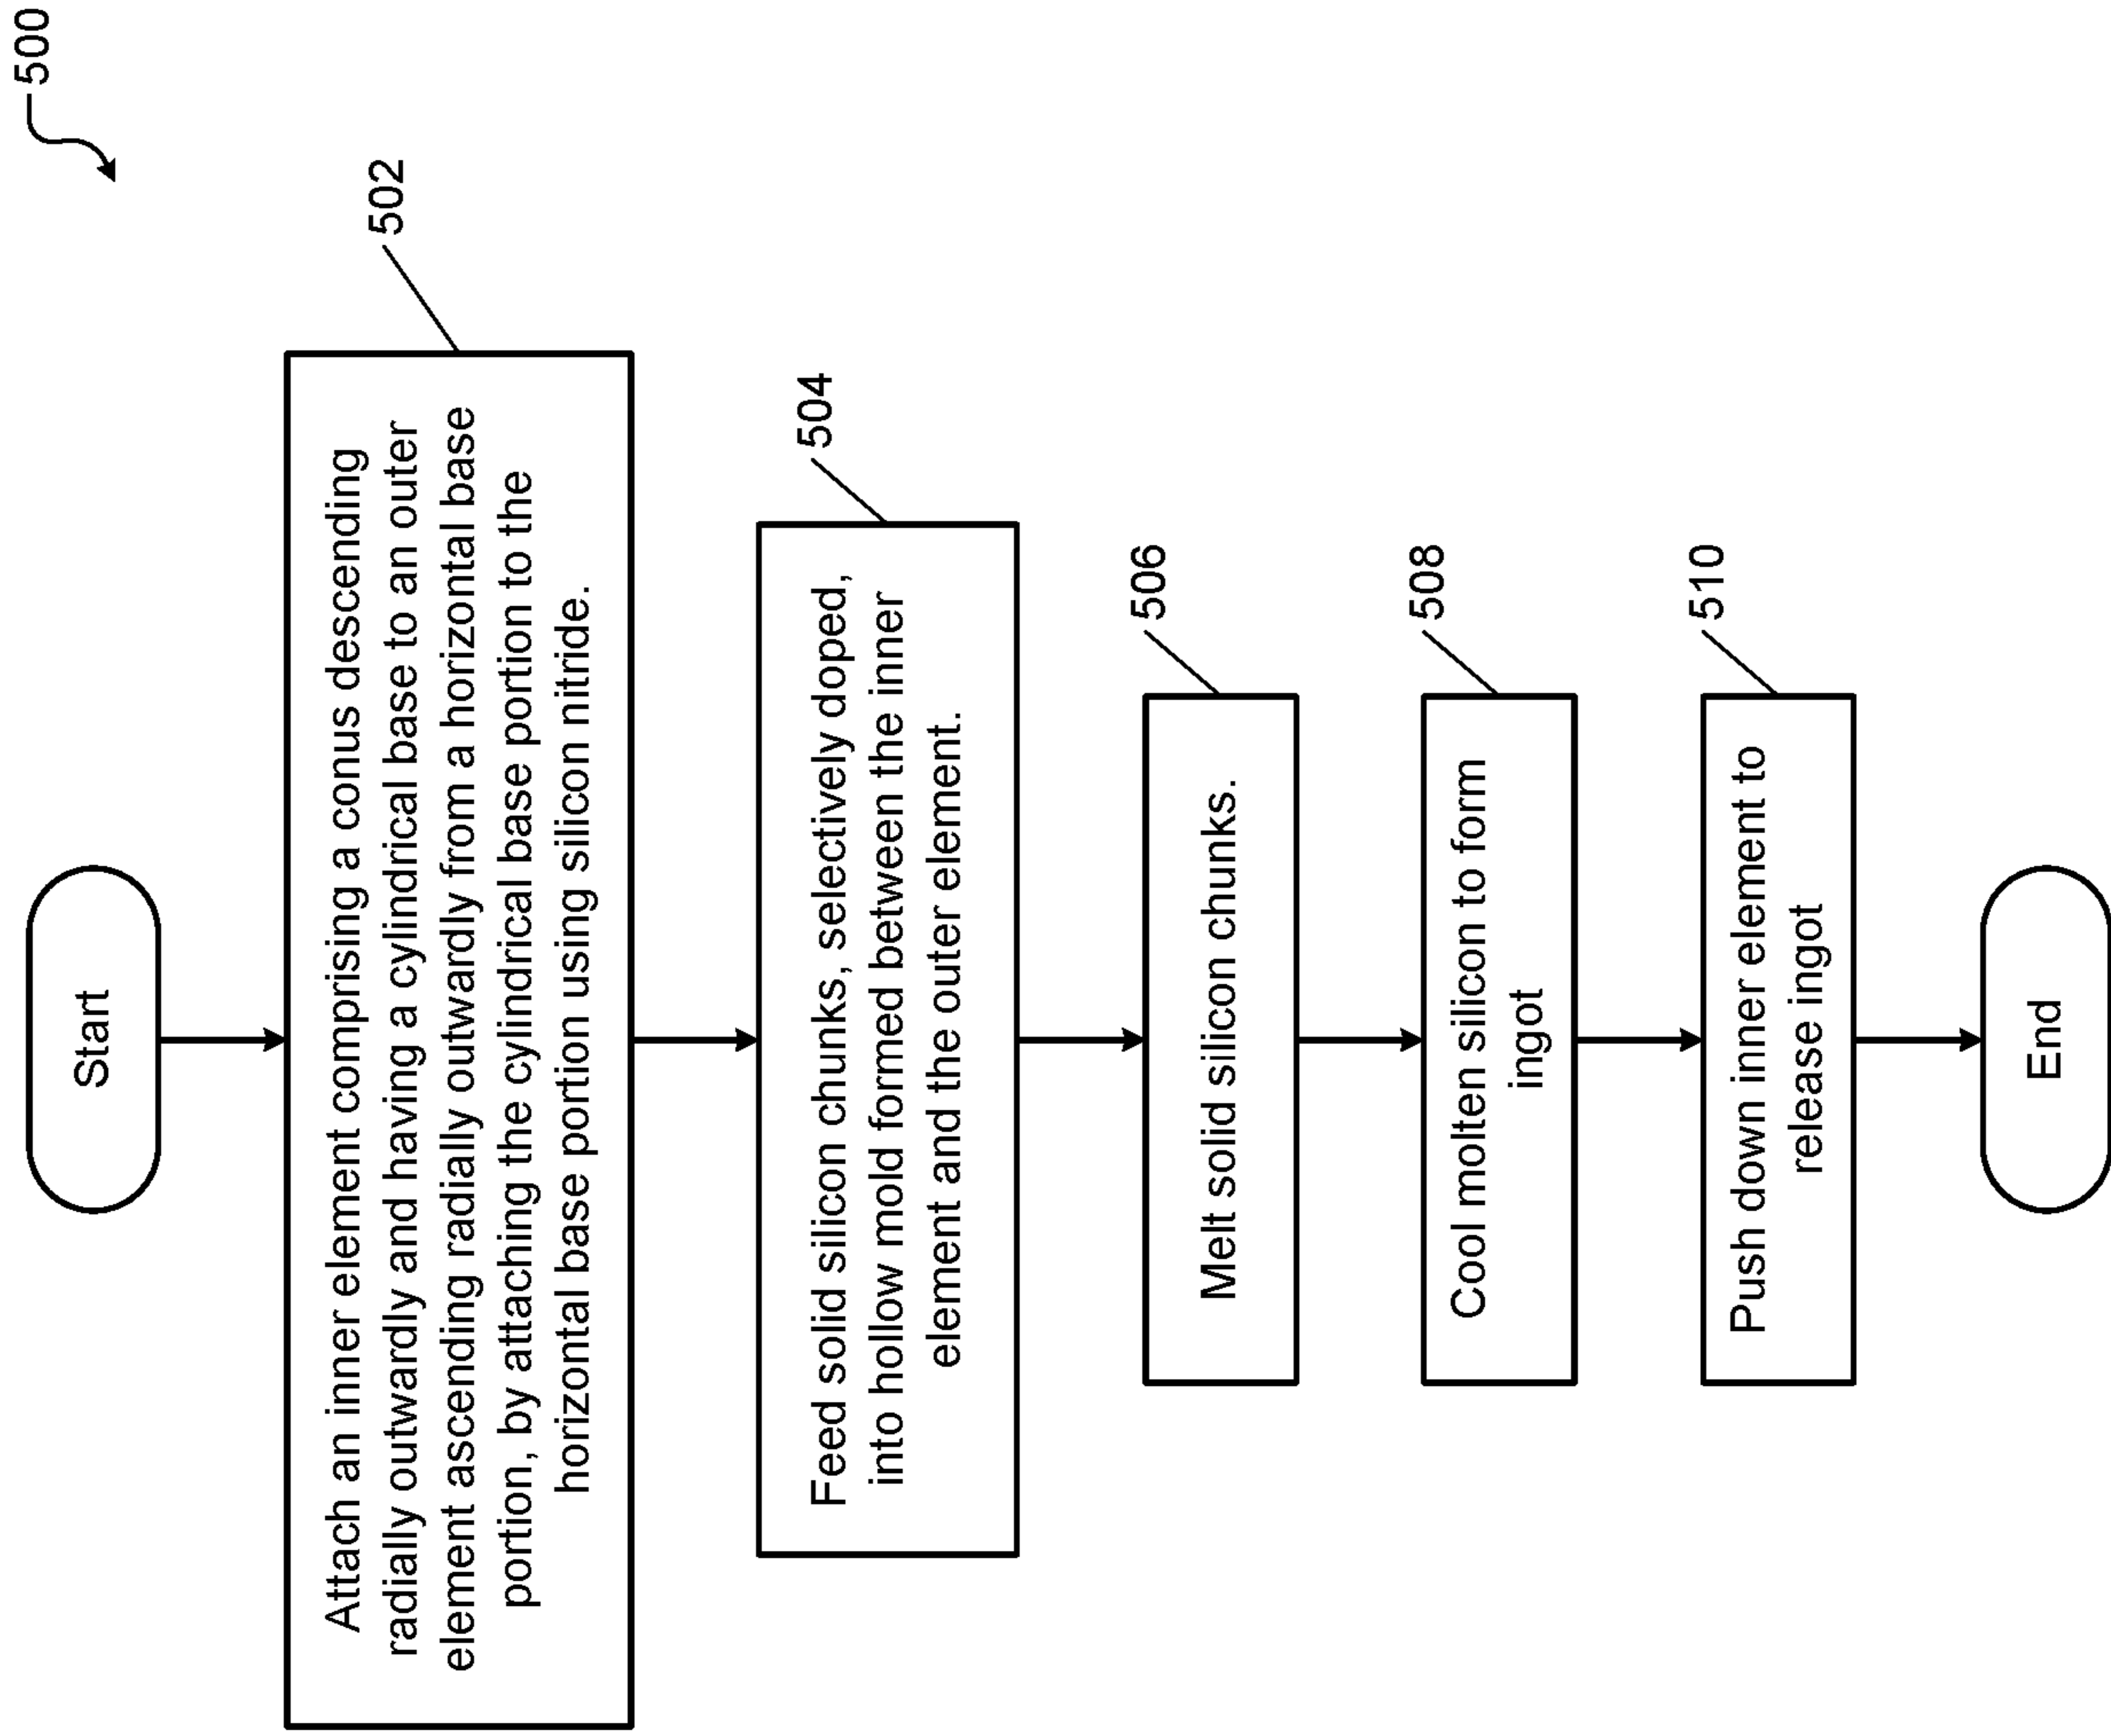 500
Start
502
Attach an inner element comprising a conus descending
radially outwardly and having a cylindrical base to an outer
element ascending radially outwardly from a horizontal base
portion, by attaching the cylindrical base portion to the
horizontal base portion using silicon nitride.
504
Feed solid silicon chunks, selectively doped,
into hollow mold formed between the inner
element and the outer element.
506
Melt solid silicon chunks.
508
Cool molten silicon to form
ingot
510
Push down inner element to
release ingot
End